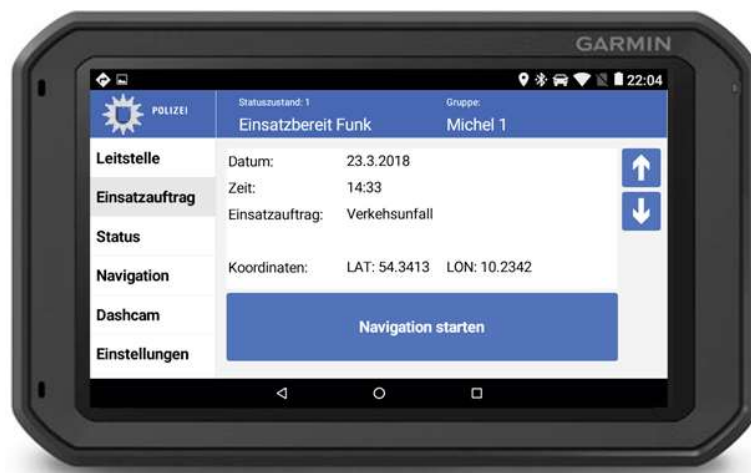 GARMIN
22:04
POLIZEI
Statuszustand: 1
Gruppe:
Einsatzbereit Funk
Michel 1
Leitstelle
Einsatzauftrag
Status
Navigation
Dashcam
Einstellungen
Datum: 23.3.2018
Zeit: 14:33
Einsatzauftrag: Verkehsunfall
Koordinaten: LAT: 54.3413 LON: 10.2342
Navigation starten